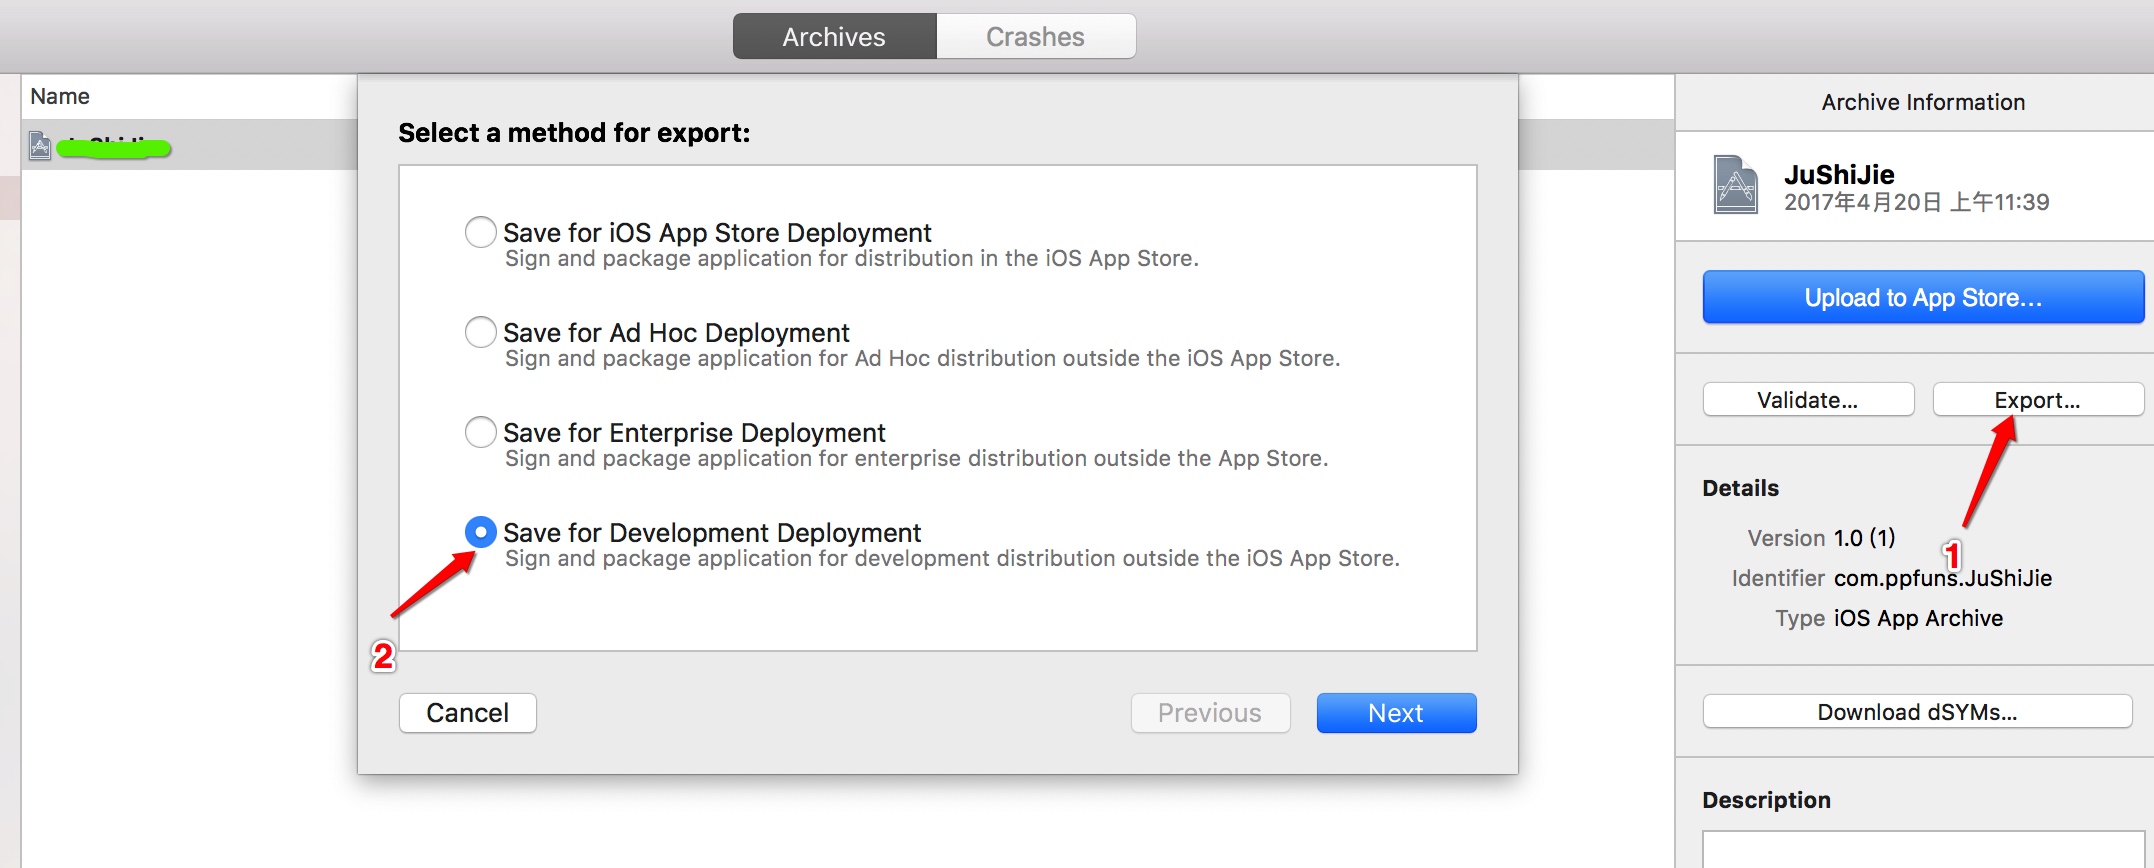 Archives
Crashes
Name
Select a method for export:
Save for iOS App Store Deployment
Sign and package application for distribution in the iOS App Store.
Save for Ad Hoc Deployment
Sign and package application for Ad Hoc distribution outside the iOS App Store.
Save for Enterprise Deployment
Sign and package application for enterprise distribution outside the App Store.
Save for Development Deployment
Sign and package application for development distribution outside the iOS App Store.
2
Cancel
Previous
Next
Archive Information
JuShiJie
2017年4月20日 上午11:39
Upload to App Store...
Validate...
Export...
1
Details
Version 1.0 (1)
Identifier com.ppfuns.JuShiJie
Type iOS App Archive
Download dSYMs...
Description